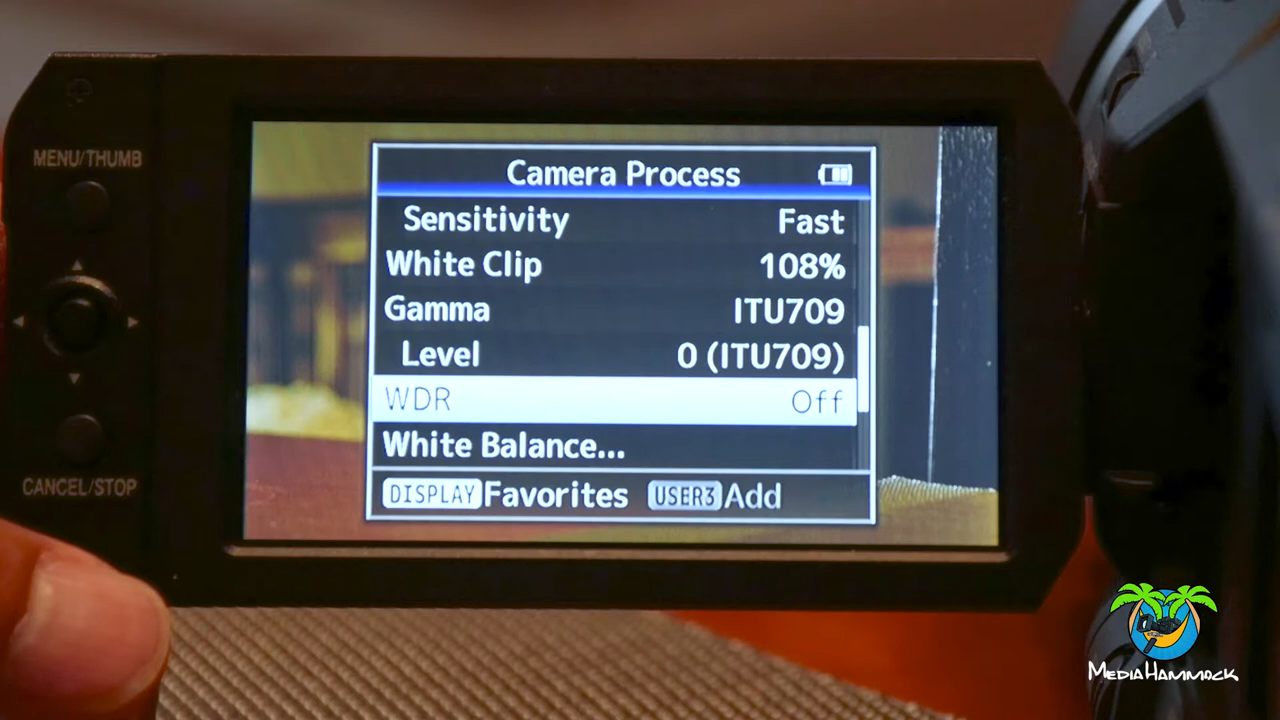 MENU/THUMB
CANCEL/STOP
Camera Process
Sensitivity Fast
White Clip 108%
Gamma ITU709
Level 0 (ITU709)
WDR Off
White Balance...
DISPLAY Favorites USER3 Add
MEDIAHAMMOCK